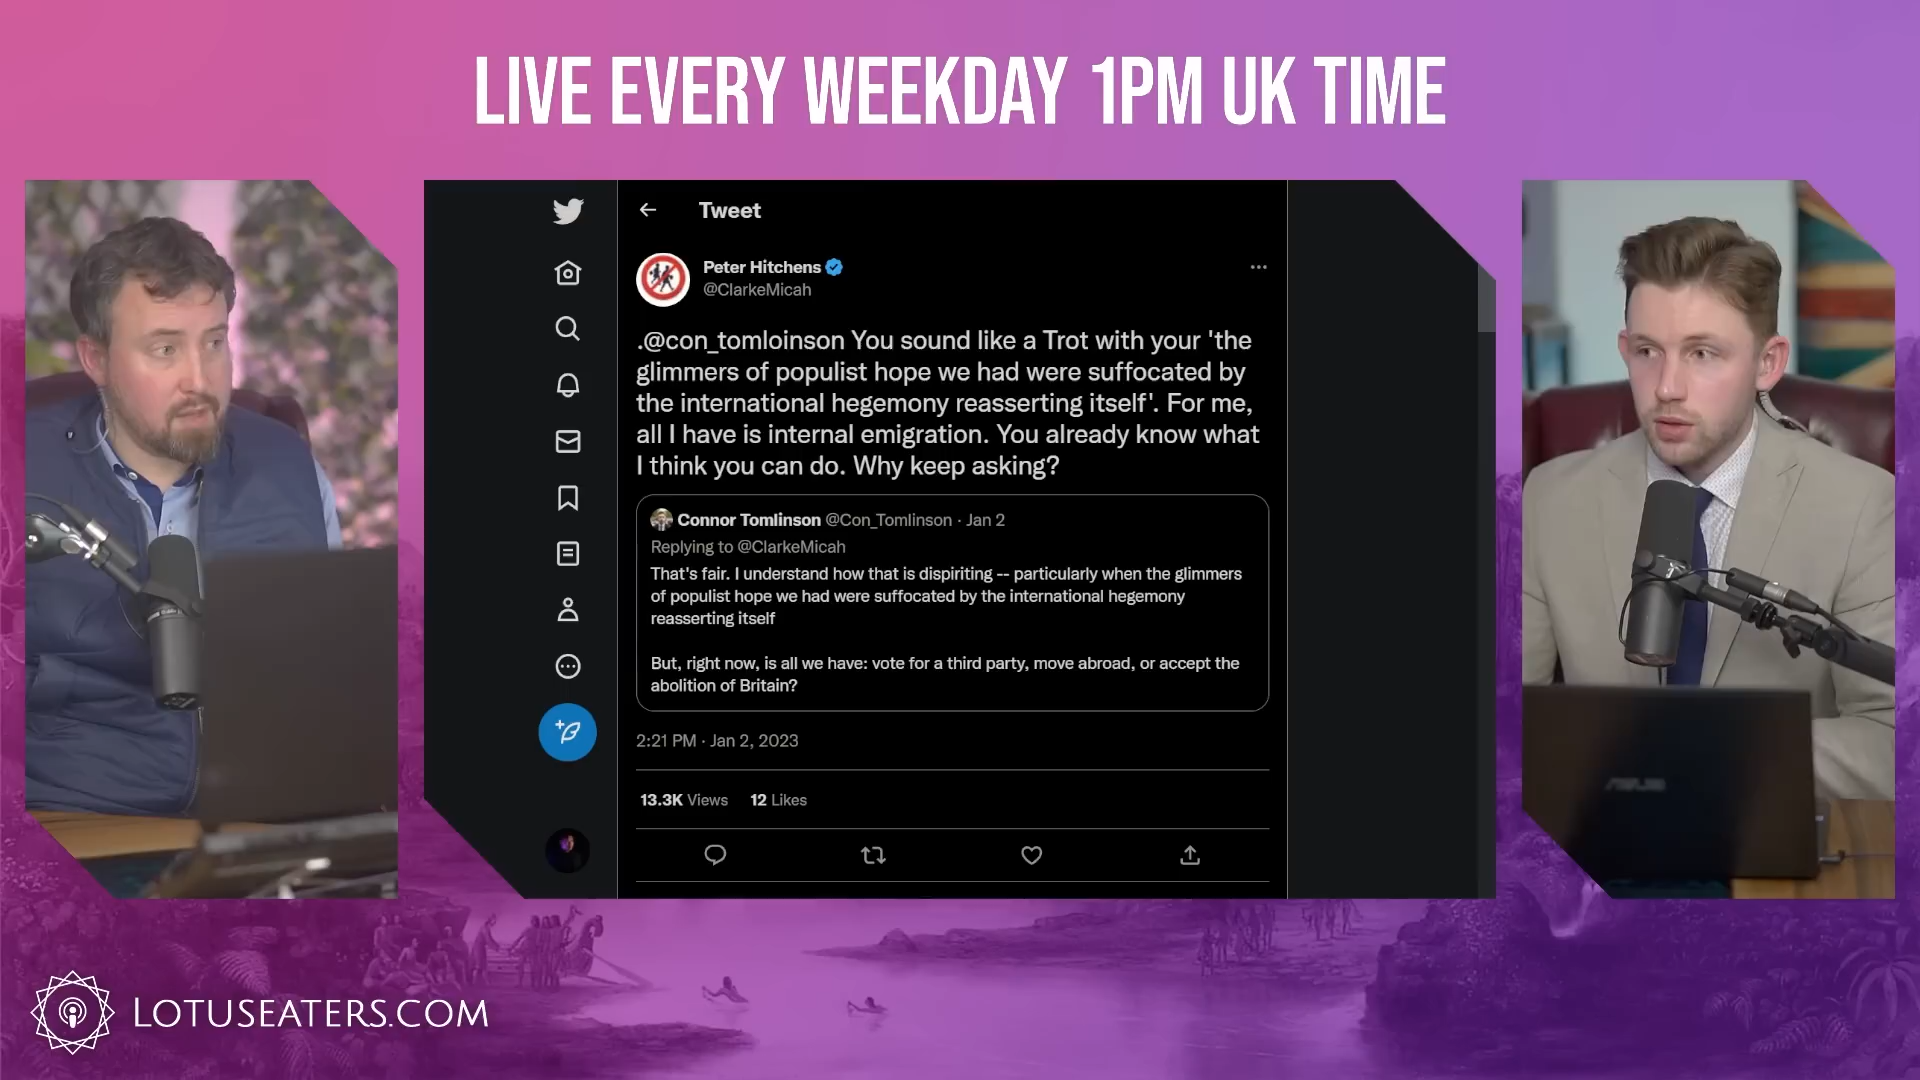 LIVE EVERY WEEKDAY 1PM UK TIME
Tweet
Peter Hitchens
@ClarkeMicah
.@con_tomloinson You sound like a Trot with your 'the
glimmers of populist hope we had were suffocated by
the international hegemony reasserting itself'. For me,
all I have is internal emigration. You already know what
I think you can do. Why keep asking?
Connor Tomlinson @Con_Tomlinson · Jan 2
Replying to @ClarkeMicah
That's fair. I understand how that is dispiriting -- particularly when the glimmers
of populist hope we had were suffocated by the international hegemony
reasserting itself
But, right now, is all we have: vote for a third party, move abroad, or accept the
abolition of Britain?
2:21 PM · Jan 2, 2023
13.3K Views 12 Likes
ASUS
LOTUSEATERS.COM